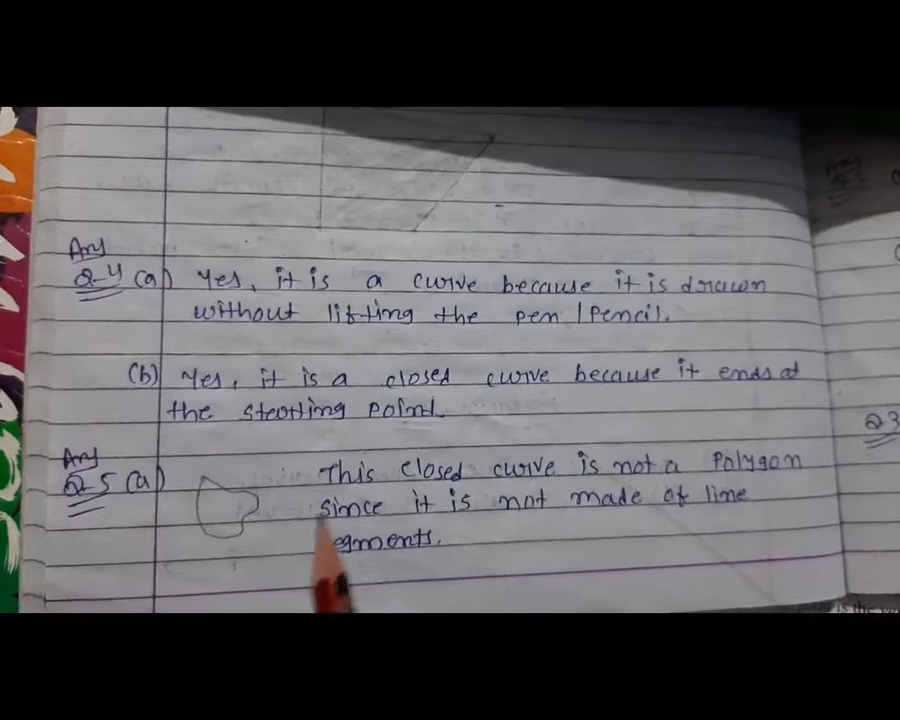 Ans
Q-4 (a) Yes, it is a curve because it is drawn
without lifting the pen / Pencil.
(b) Yes, it is a closed curve because it ends at
the starting point.
Ans
Q-5 (a) This closed curve is not a Polygon
since it is not made of line
egments.
Q3